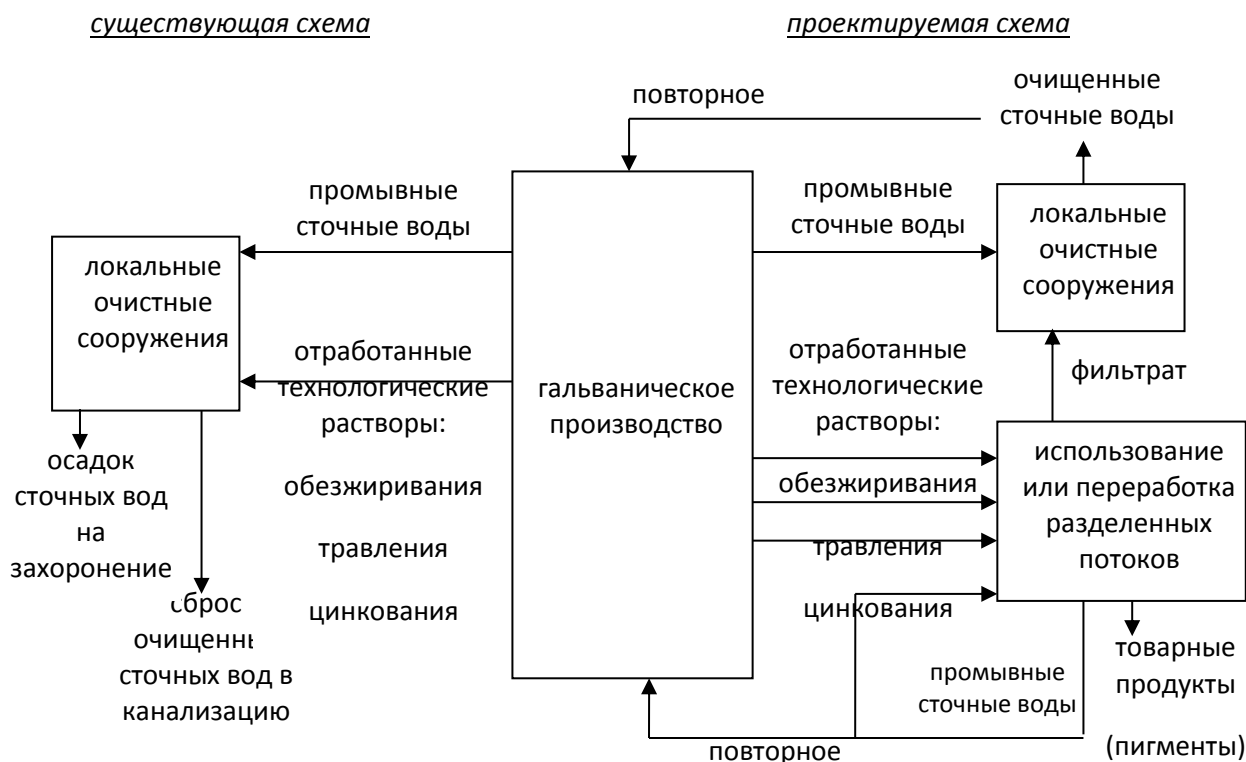 существующая схема
проектируемая схема
повторное
очищенные
сточные воды
промывные
сточные воды
локальные
очистные
сооружения
отработанные
технологические
растворы:
обезжиривания
травления
цинкования
осадок
сточных вод
на
захоронение
сброс
очищенны
сточных вод в
канализацию
гальваническое
производство
промывные
сточные воды
локальные
очистные
сооружения
отработанные
технологические
растворы:
обезжиривания
травления
цинкования
фильтрат
использование
или переработка
разделенных
потоков
промывные
сточные воды
товарные
продукты
(пигменты)
повторное